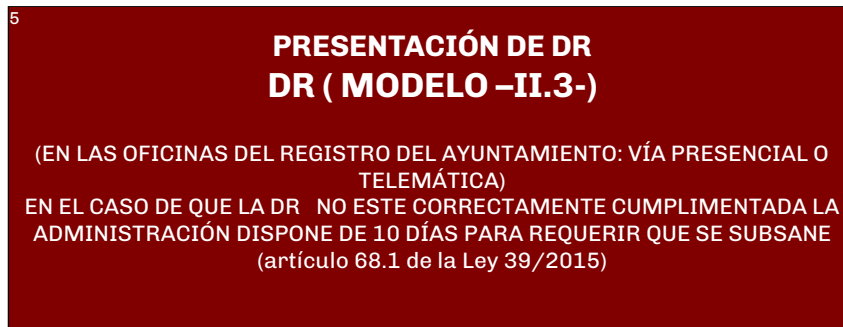 5
PRESENTACIÓN DE DR
DR ( MODELO –II.3-)
(EN LAS OFICINAS DEL REGISTRO DEL AYUNTAMIENTO: VÍA PRESENCIAL O
TELEMÁTICA)
EN EL CASO DE QUE LA DR NO ESTE CORRECTAMENTE CUMPLIMENTADA LA
ADMINISTRACIÓN DISPONE DE 10 DÍAS PARA REQUERIR QUE SE SUBSANE
(artículo 68.1 de la Ley 39/2015)